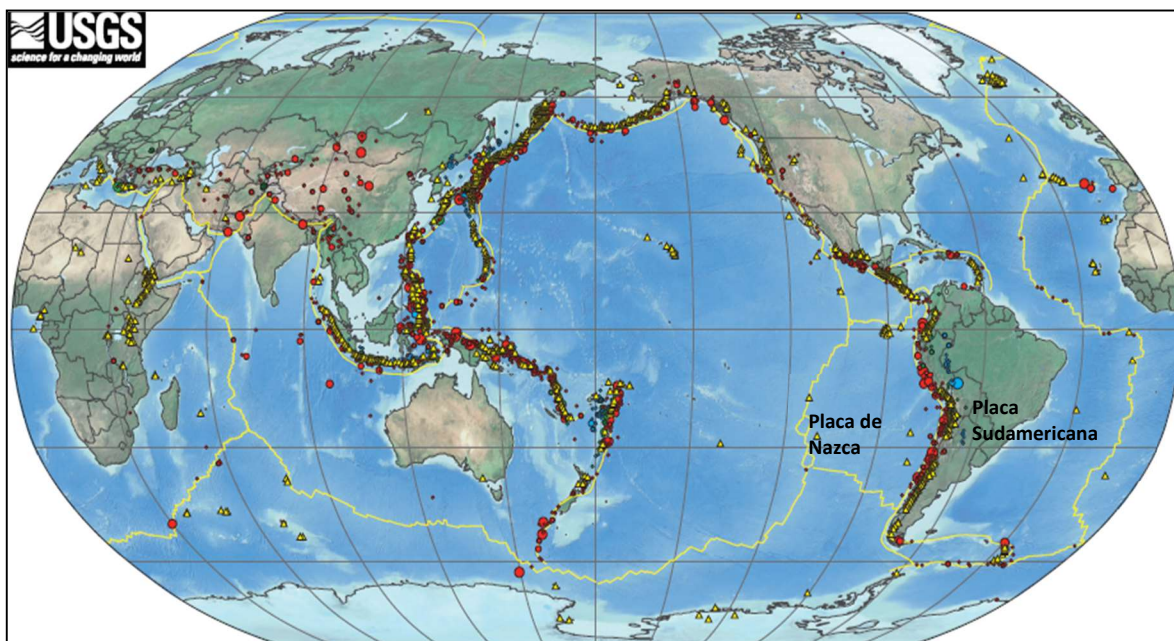 USGS
science for a changing world
Placa de
Nazca
Placa
Sudamericana